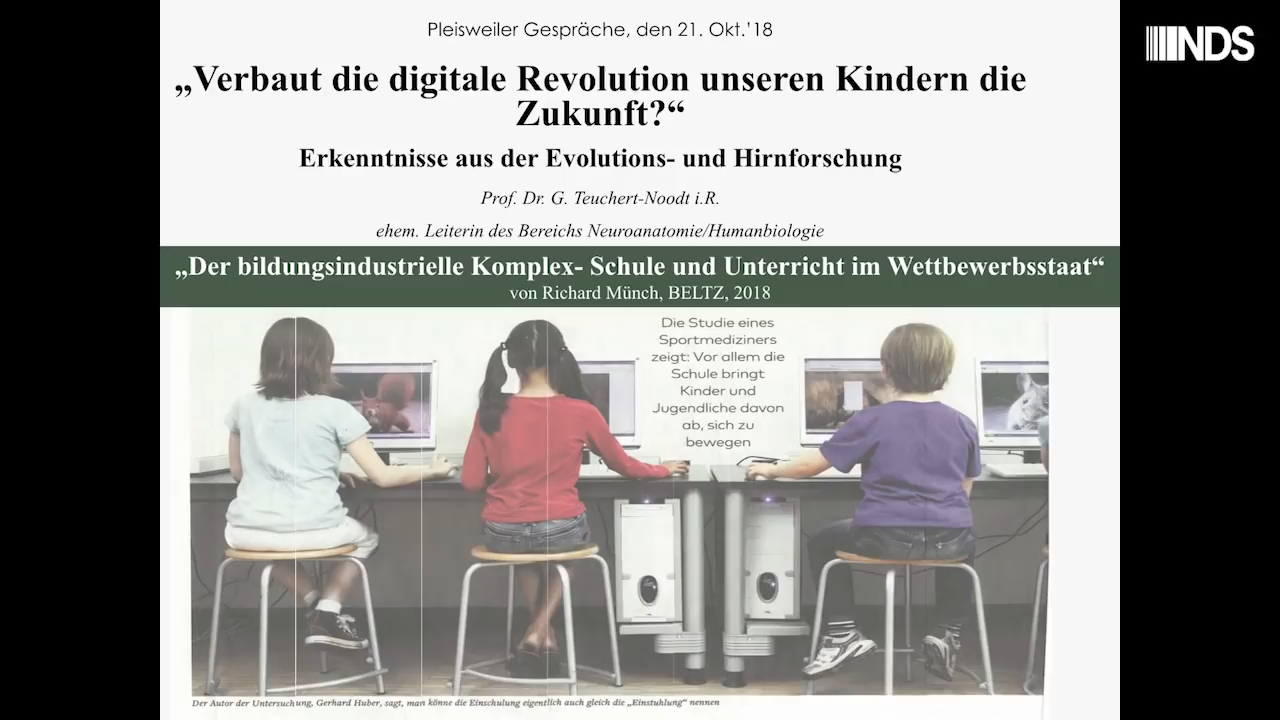 Pleisweiler Gespräche, den 21. Okt.'18
NDS
„Verbaut die digitale Revolution unseren Kindern die
Zukunft?“
Erkenntnisse aus der Evolutions- und Hirnforschung
Prof. Dr. G. Teuchert-Noodt i.R.
ehem. Leiterin des Bereichs Neuroanatomie/Humanbiologie
„Der bildungsindustrielle Komplex- Schule und Unterricht im Wettbewerbsstaat“
von Richard Münch, BELTZ, 2018
Die Studie eines
Sportmediziners
zeigt: Vor allem die
Schule bringt
Kinder und
Jugendliche davon
ab, sich zu
bewegen
Der Autor der Untersuchung, Gerhard Huber, sagt, man könne die Einschulung eigentlich auch gleich die „Einstuhlung“ nennen